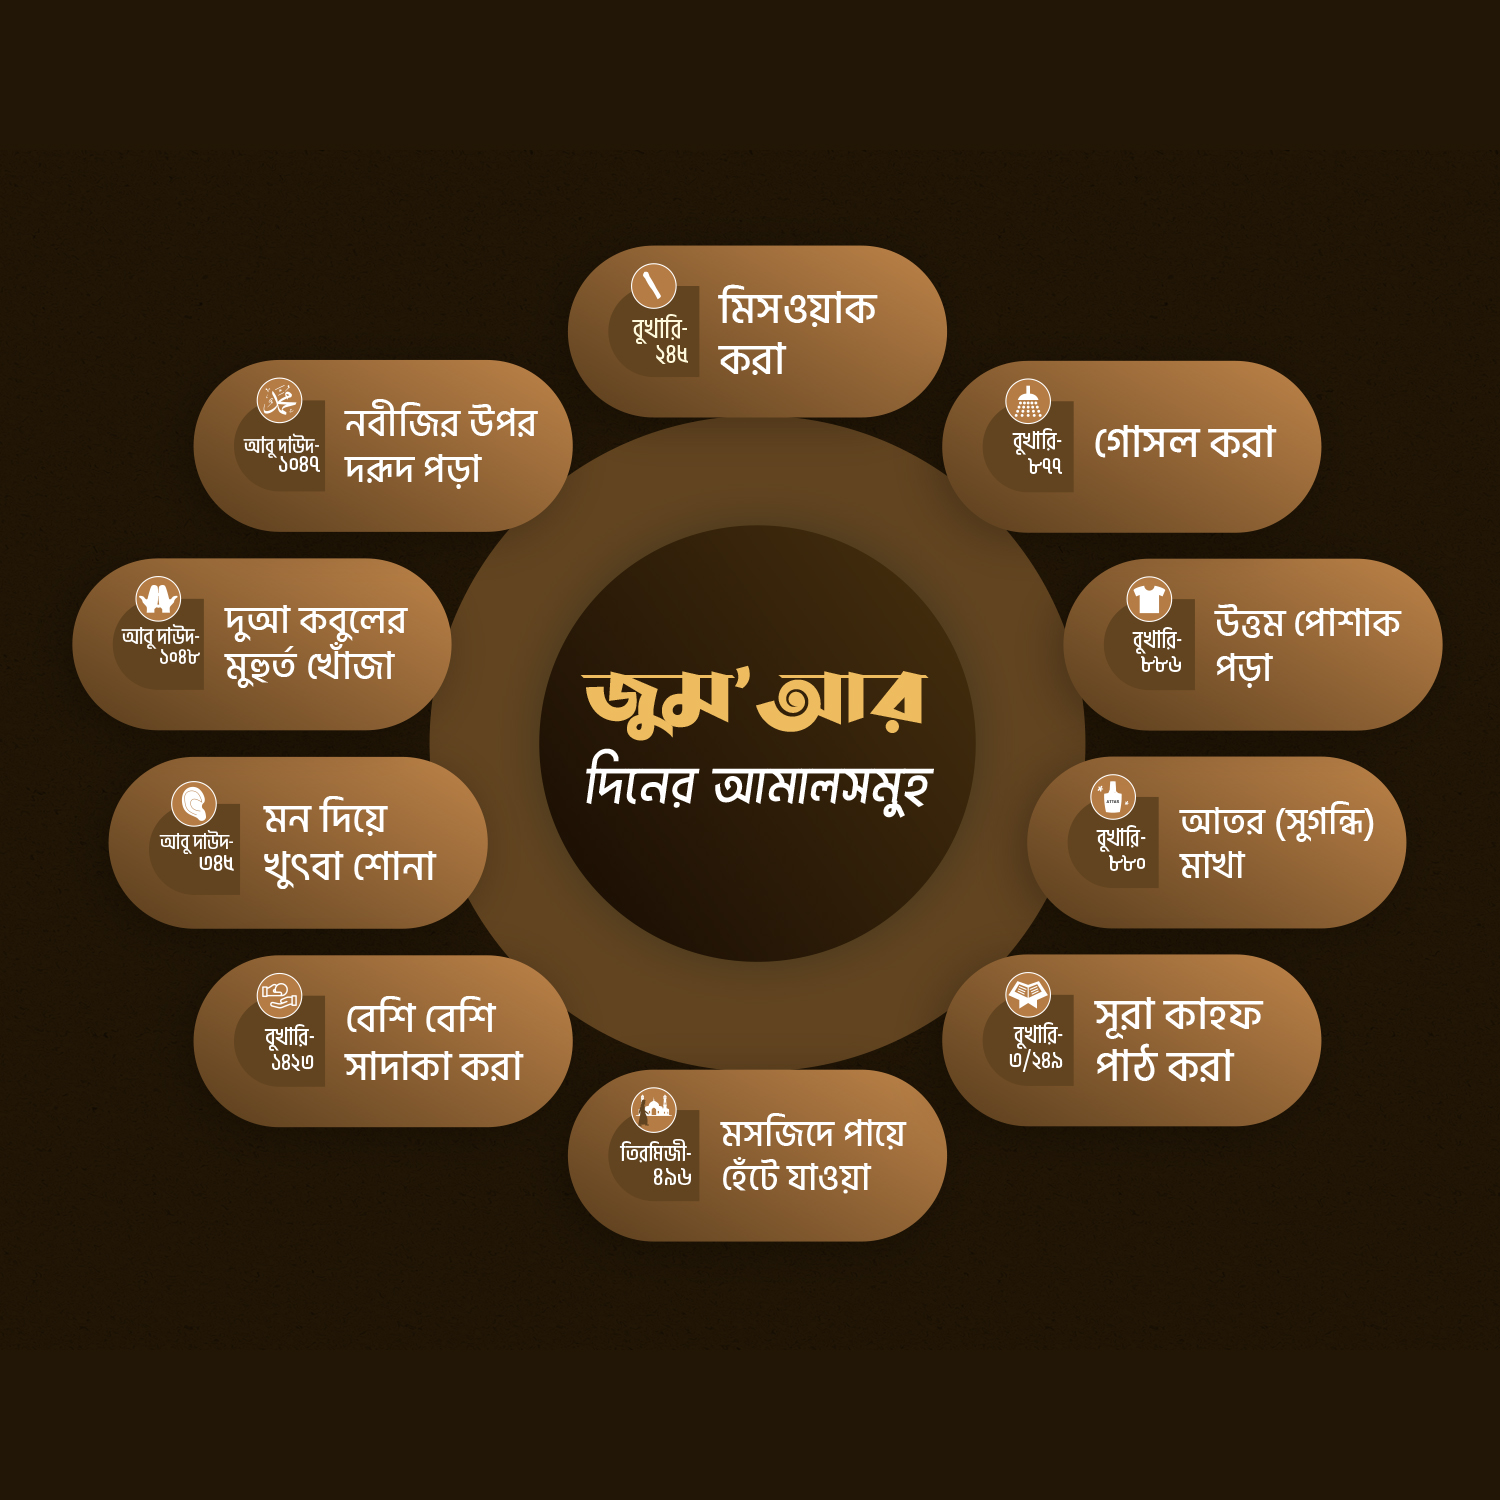 জুম'আর
দিনের আমালসমুহ
বুখারি-
২৪৫
মিসওয়াক
করা
বুখারি-
৮৭৭
গোসল করা
বুখারি-
৮৮৬
উত্তম পোশাক
পড়া
ATTAR
বুখারি-
৮৮০
আতর (সুগন্ধি)
মাখা
বুখারি-
৩/২৪৯
সূরা কাহফ
পাঠ করা
তিরমিজী-
৪৯৬
মসজিদে পায়ে
হেঁটে যাওয়া
বুখারি-
১৪২৩
বেশি বেশি
সাদাকা করা
আবু দাউদ-
৩৪৫
মন দিয়ে
খুৎবা শোনা
আবু দাউদ-
১০৪৮
দুআ কবুলের
মুহুর্ত খোঁজা
محمد
আবু দাউদ-
১০৪৭
নবীজির উপর
দরূদ পড়া